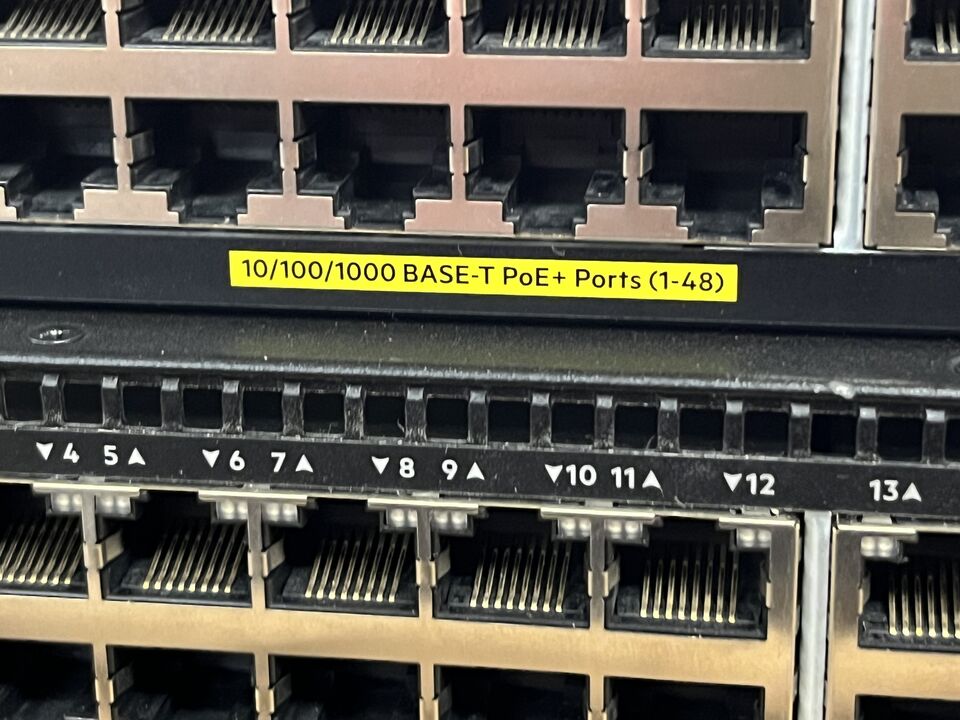 10/100/1000 BASE-T PoE+ Ports (1-48)
▼4 5▲ ▼6 7▲ ▼8 9▲ ▼10 11▲ ▼12 13▲